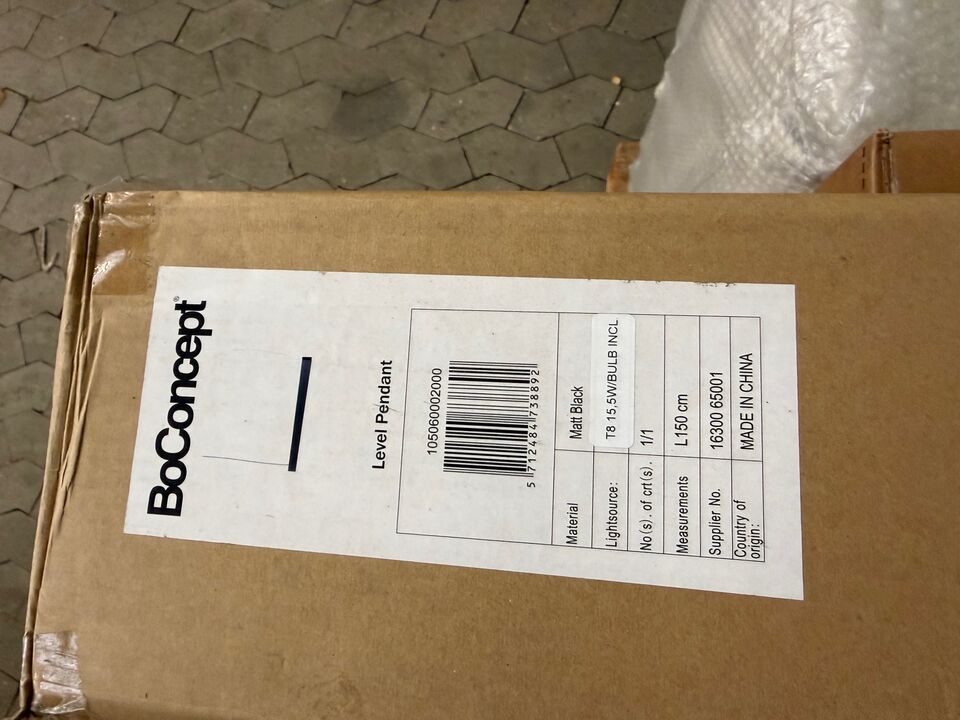 BoConcept®
Level Pendant
105060002000
5 712484 738892
Material Matt Black
Lightsource: T8 15,5W/BULB INCL.
No(s). of crt(s). 1/1
Measurements L150 cm
Supplier No. 16300 65001
Country of origin: MADE IN CHINA